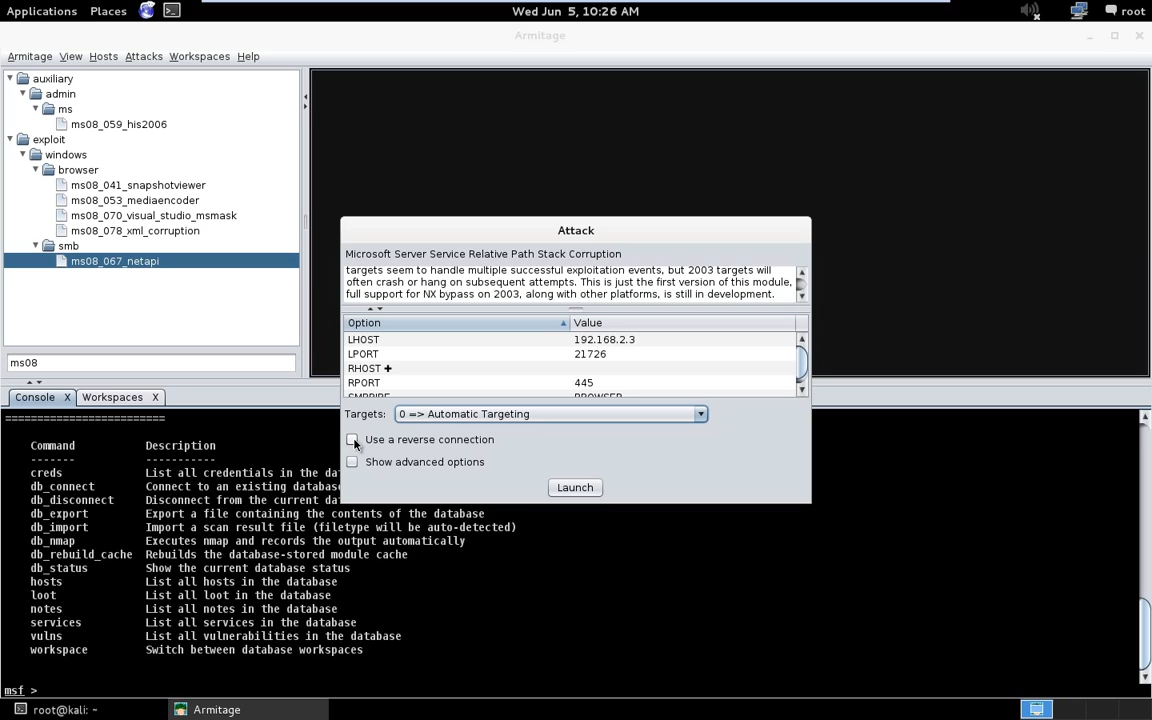 Applications Places Wed Jun 5, 10:26 AM root
Armitage
Armitage View Hosts Attacks Workspaces Help
auxiliary
admin
ms
ms08_059_his2006
exploit
windows
browser
ms08_041_snapshotviewer
ms08_053_mediaencoder
ms08_070_visual_studio_msmask
ms08_078_xml_corruption
smb
ms08_067_netapi
ms08
Attack
Microsoft Server Service Relative Path Stack Corruption
targets seem to handle multiple successful exploitation events, but 2003 targets will
often crash or hang on subsequent attempts. This is just the first version of this module,
full support for NX bypass on 2003, along with other platforms, is still in development.
Option Value
LHOST 192.168.2.3
LPORT 21726
RHOST +
RPORT 445
SMBPIPE BROWSER
Targets: 0 => Automatic Targeting
Use a reverse connection
Show advanced options
Launch
Console X Workspaces X
=========================
Command Description
------- -----------
creds List all credentials in the dat
db_connect Connect to an existing database
db_disconnect Disconnect from the current dat
db_export Export a file containing the contents of the database
db_import Import a scan result file (filetype will be auto-detected)
db_nmap Executes nmap and records the output automatically
db_rebuild_cache Rebuilds the database-stored module cache
db_status Show the current database status
hosts List all hosts in the database
loot List all loot in the database
notes List all notes in the database
services List all services in the database
vulns List all vulnerabilities in the database
workspace Switch between database workspaces
msf >
root@kali: ~ Armitage